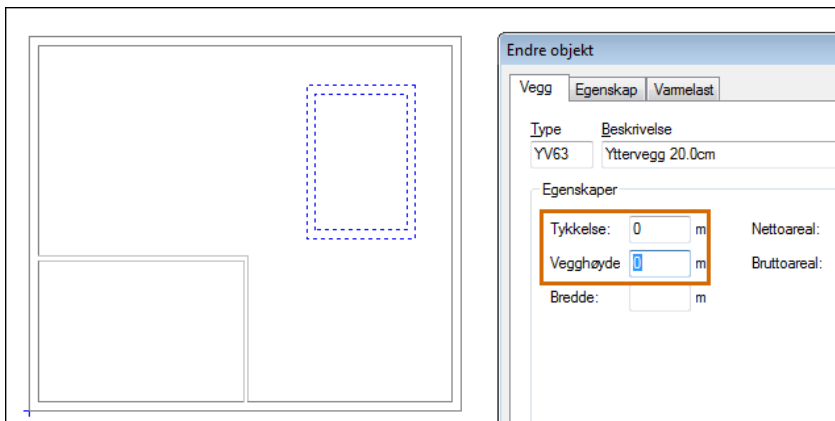 Endre objekt
Vegg Egenskap Varmelast
Type Beskrivelse
YV63 Yttervegg 20.0cm
Egenskaper
Tykkelse: 0 m Nettoareal:
Vegghøyde 0 m Bruttoareal:
Bredde: m